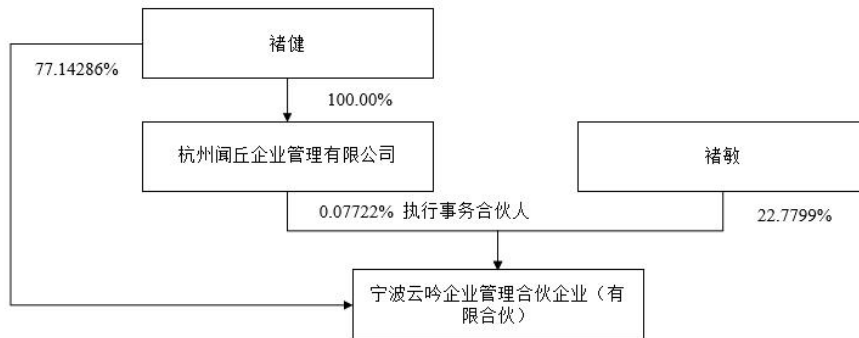 褚健
77.14286%
100.00%
杭州闻丘企业管理有限公司
褚敏
0.07722% 执行事务合伙人
22.7799%
宁波云吟企业管理合伙企业（有
限合伙）